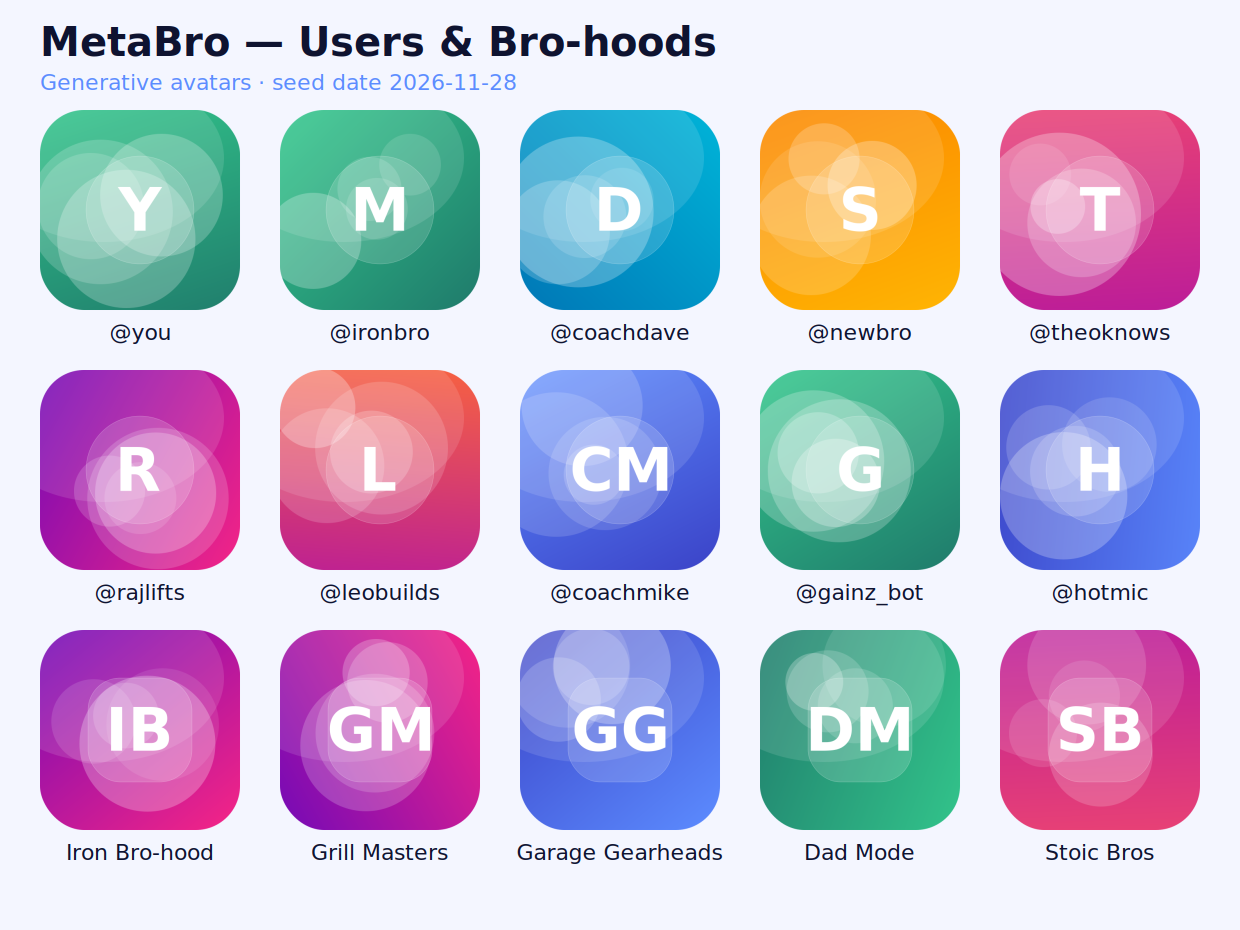 MetaBro — Users & Bro-hoods
Generative avatars · seed date 2026-11-28
Y M D S T
@you @ironbro @coachdave @newbro @theoknows
R L CM G H
@rajlifts @leobuilds @coachmike @gainz_bot @hotmic
IB GM GG DM SB
Iron Bro-hood Grill Masters Garage Gearheads Dad Mode Stoic Bros